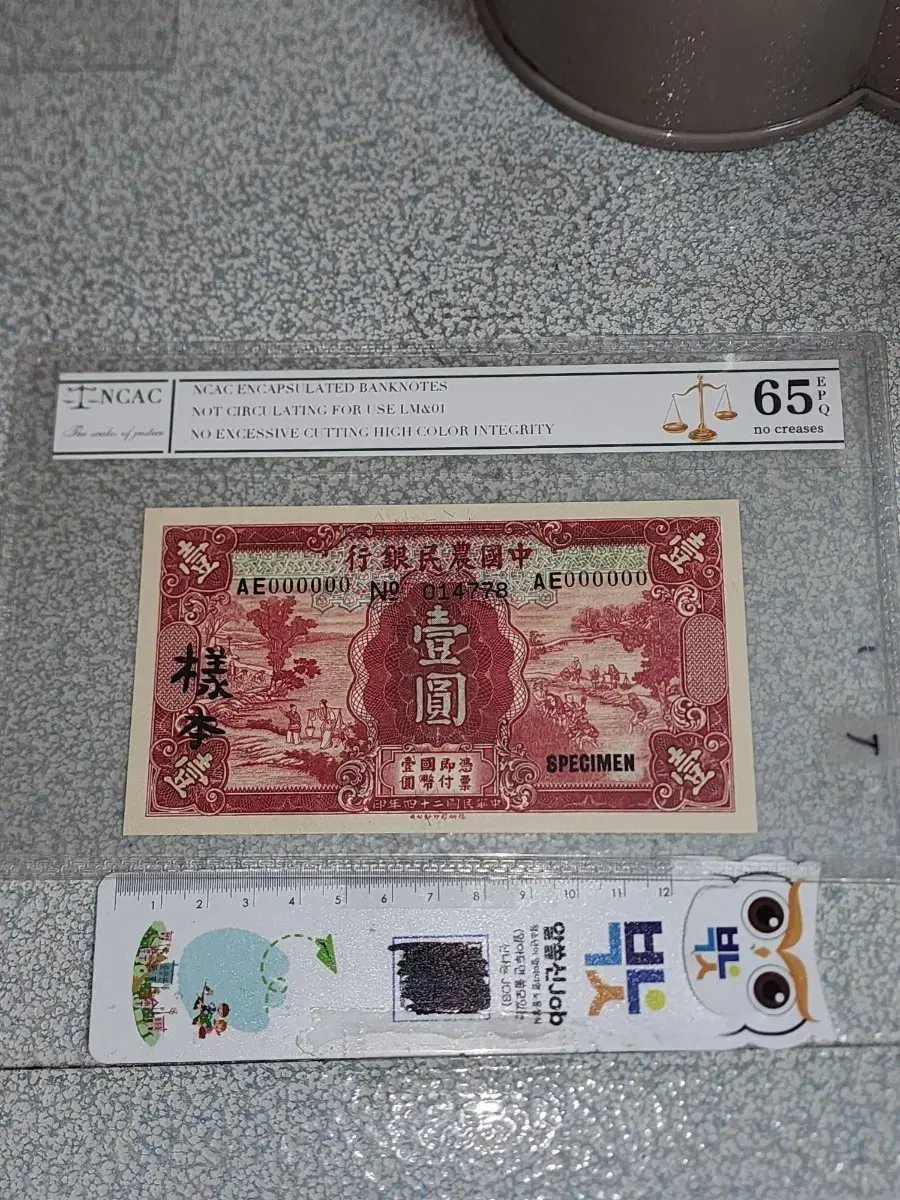 NCAC
The scales of justice
NCAC ENCAPSULATED BANKNOTES
NOT CIRCULATING FOR USE LM&01
NO EXCESSIVE CUTTING HIGH COLOR INTEGRITY
65 EPQ
no creases
行銀民農國中
壹
壹
AE000000 No 014778 AE000000
壹圓
樣本
SPECIMEN
憑票即付國幣壹圓
壹
壹
印年四十二國民華中
1 2 3 4 5 6 7 8 9 10 11 12